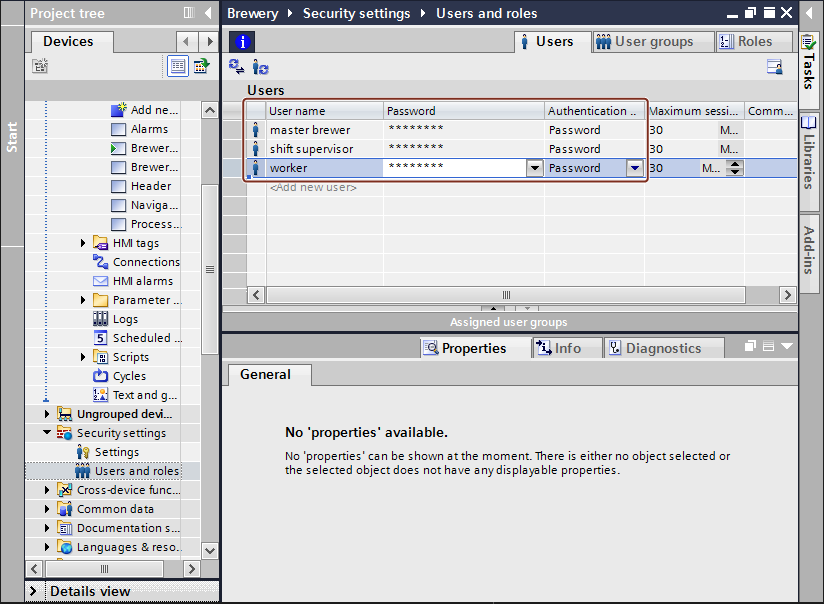 Project tree
Brewery ▸ Security settings ▸ Users and roles
Devices
Users
User groups
Roles
Start
Add ne...
Alarms
Brewer...
Brewer...
Header
Naviga...
Process...
HMI tags
Connections
HMI alarms
Parameter ...
Logs
Scheduled ...
Scripts
Cycles
Text and g...
Ungrouped devi...
Security settings
Settings
Users and roles
Cross-device func...
Common data
Documentation s...
Languages & reso...
Details view
Users
User name Password Authentication .. Maximum sessi... Comm...
master brewer ******** Password 30 M...
shift supervisor ******** Password 30 M...
worker ******** Password 30 M...
<Add new user>
Assigned user groups
Properties
Info
Diagnostics
General
No 'properties' available.
No 'properties' can be shown at the moment. There is either no object selected or
the selected object does not have any displayable properties.
Tasks
Libraries
Add-ins